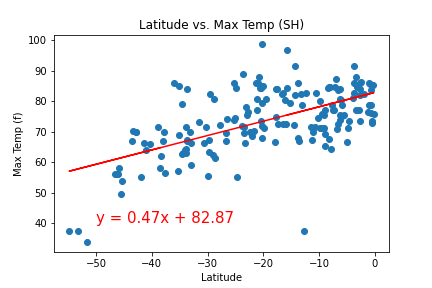 Latitude vs. Max Temp (SH)
100
90
80
70
60
50
40
Max Temp (f)
y = 0.47x + 82.87
−50 −40 −30 −20 −10 0
Latitude